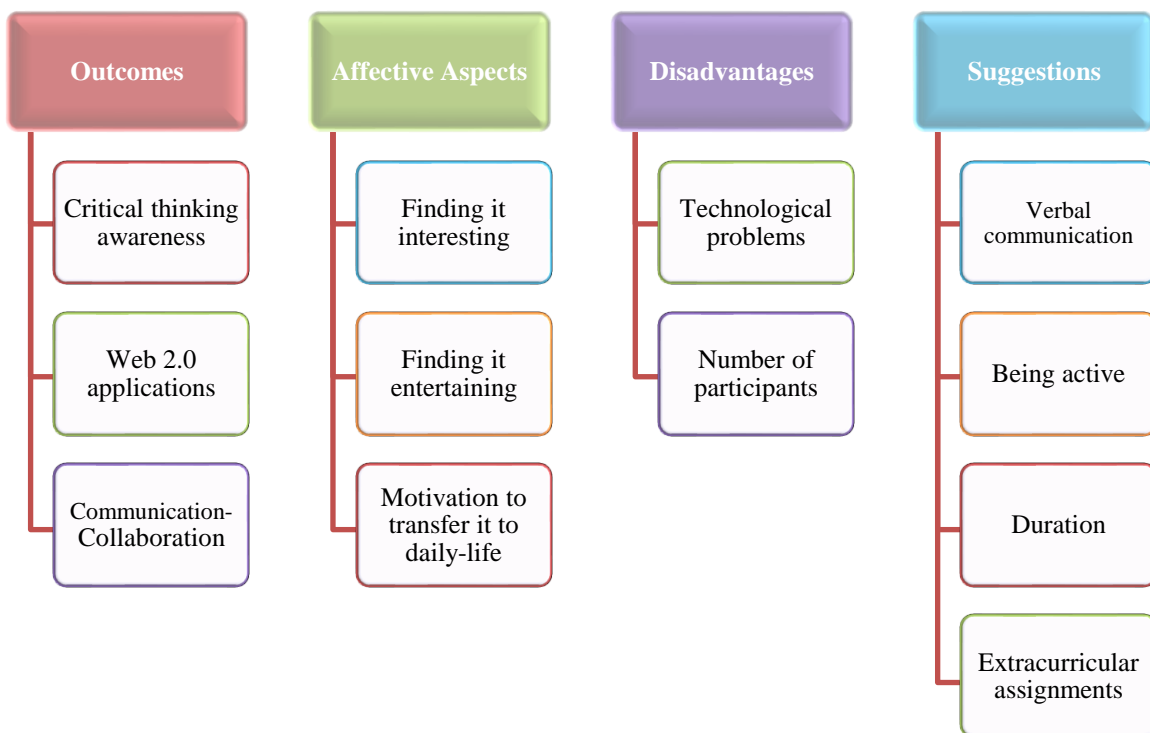 Outcomes
Critical thinking
awareness
Web 2.0
applications
Communication-
Collaboration
Affective Aspects
Finding it
interesting
Finding it
entertaining
Motivation to
transfer it to
daily-life
Disadvantages
Technological
problems
Number of
participants
Suggestions
Verbal
communication
Being active
Duration
Extracurricular
assignments